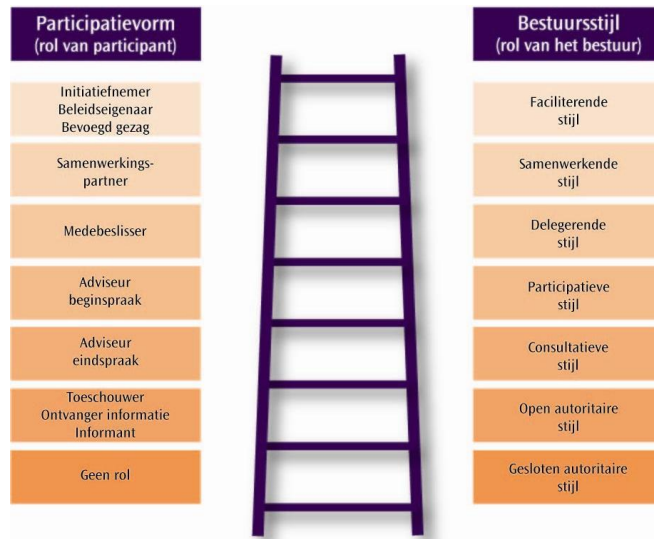 Participatievorm
(rol van participant)
Initiatiefnemer
Beleidseigenaar
Bevoegd gezag
Samenwerkings-
partner
Medebeslisser
Adviseur
beginspraak
Adviseur
eindspraak
Toeschouwer
Ontvanger informatie
Informant
Geen rol
Bestuursstijl
(rol van het bestuur)
Faciliterende
stijl
Samenwerkende
stijl
Delegerende
stijl
Participatieve
stijl
Consultatieve
stijl
Open autoritaire
stijl
Gesloten autoritaire
stijl